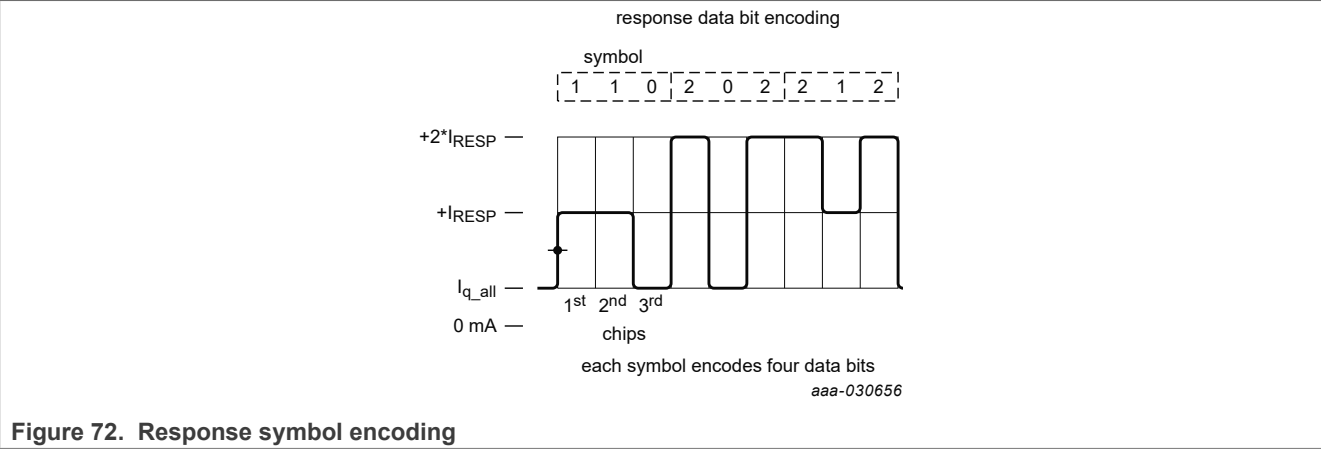 response data bit encoding
symbol
1 1 0 2 0 2 2 1 2
+2*IRESP
+IRESP
Iq_all
1st 2nd 3rd
0 mA
chips
each symbol encodes four data bits
aaa-030656
Figure 72. Response symbol encoding